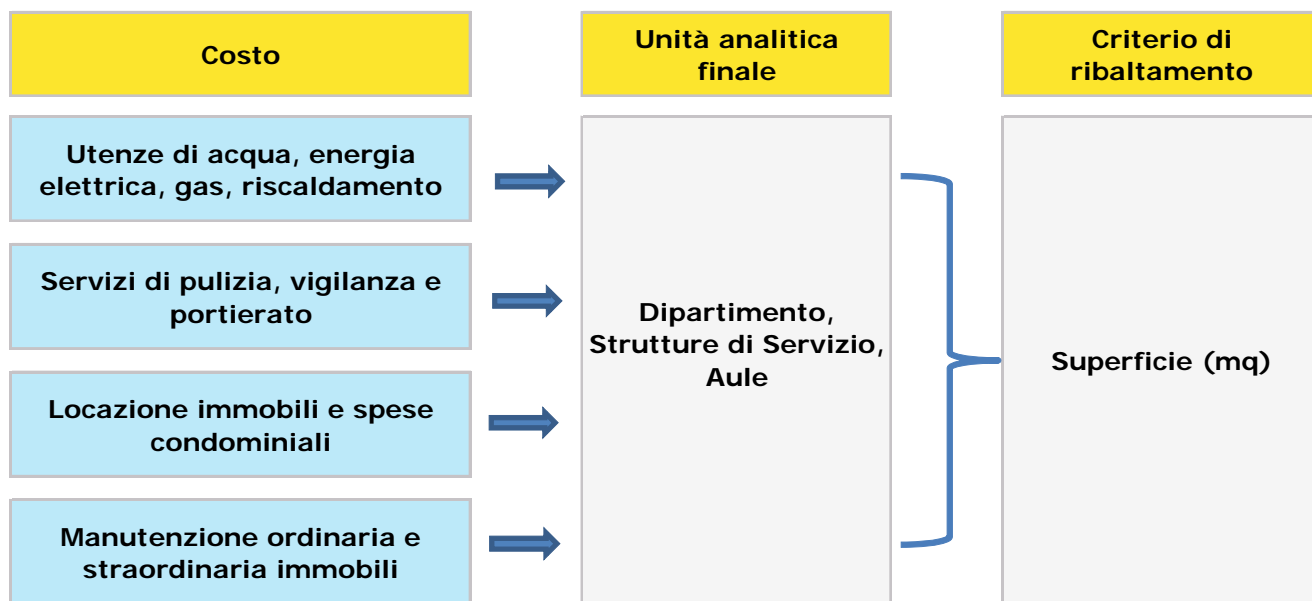 Costo
Unità analitica
finale
Criterio di
ribaltamento
Utenze di acqua, energia
elettrica, gas, riscaldamento
Servizi di pulizia, vigilanza e
portierato
Locazione immobili e spese
condominiali
Manutenzione ordinaria e
straordinaria immobili
Dipartimento,
Strutture di Servizio,
Aule
Superficie (mq)